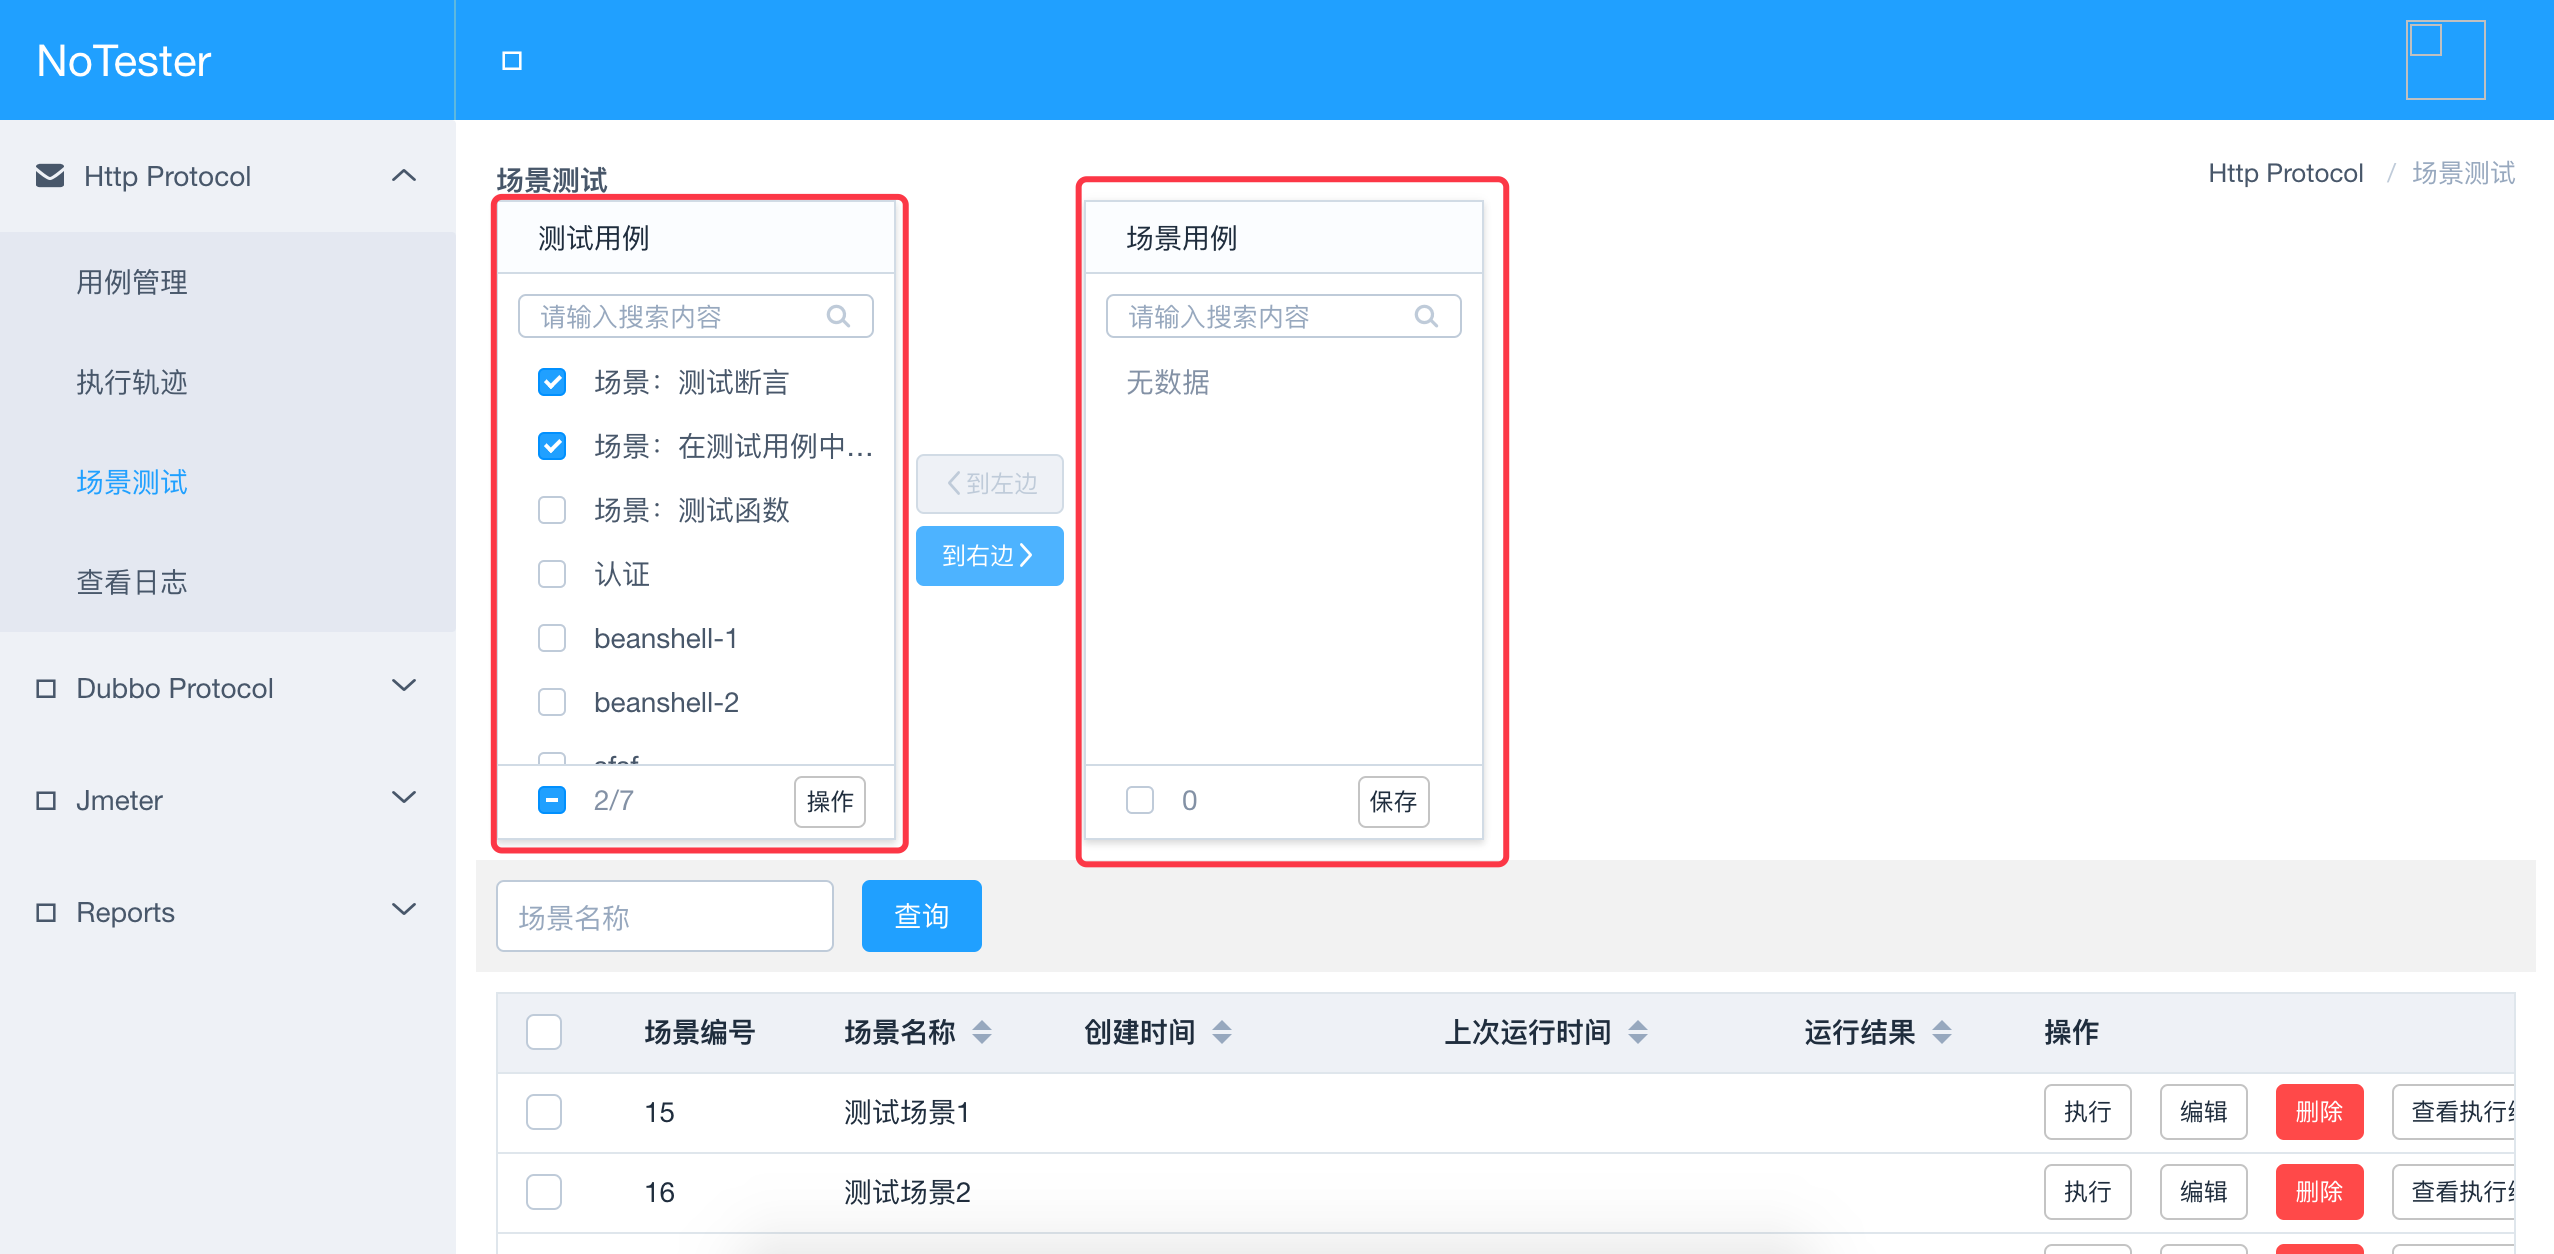 NoTester
Http Protocol
用例管理
执行轨迹
场景测试
查看日志
Dubbo Protocol
Jmeter
Reports
场景测试
Http Protocol / 场景测试
测试用例
请输入搜索内容
场景：测试断言
场景：在测试用例中...
场景：测试函数
认证
beanshell-1
beanshell-2
2/7
操作
到左边
到右边
场景用例
请输入搜索内容
无数据
0
保存
场景名称
查询
场景编号 场景名称 创建时间 上次运行时间 运行结果 操作
15 测试场景1 执行 编辑 删除 查看执行
16 测试场景2 执行 编辑 删除 查看执行